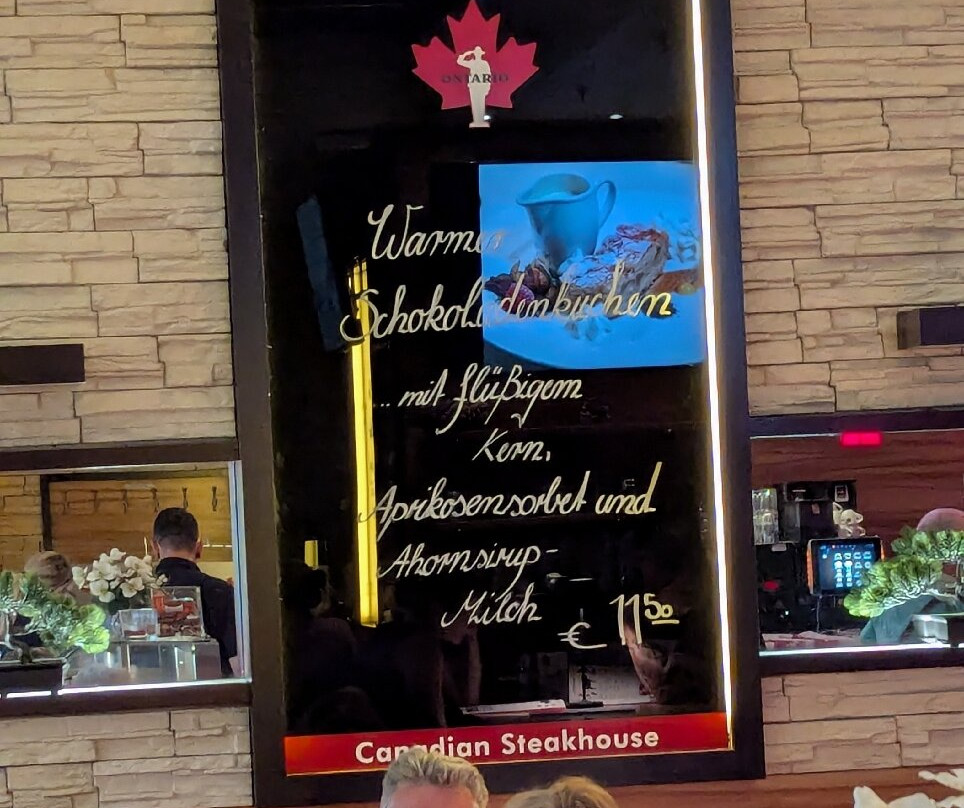 ONTARIO
Warmer
Schokoladenkuchen
... mit flüßigem
Kern,
Aprikosensorbet und
Ahornsirup-
Milch
€ 11 50
Canadian Steakhouse